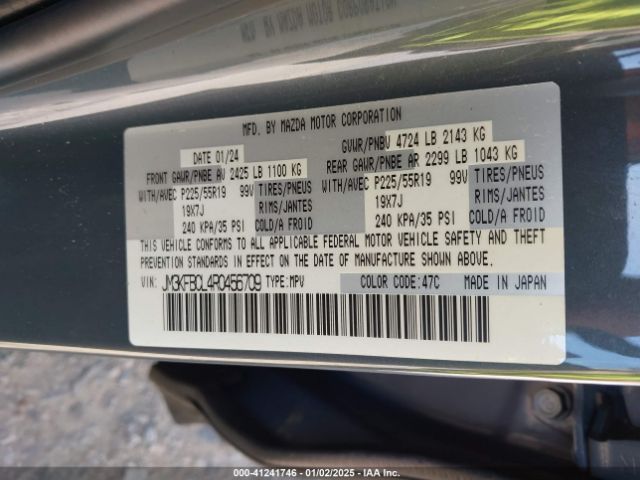 MFD. BY MAZDA MOTOR CORPORATION
DATE 01/24 GVWR/PNBV 4724 LB 2143 KG
FRONT GAWR/PNBE AV 2425 LB 1100 KG REAR GAWR/PNBE AR 2299 LB 1043 KG
WITH/AVEC P225/55R19 99V TIRES/PNEUS WITH/AVEC P225/55R19 99V TIRES/PNEUS
19X7J RIMS/JANTES 19X7J RIMS/JANTES
240 KPA/35 PSI COLD/A FROID 240 KPA/35 PSI COLD/A FROID
THIS VEHICLE CONFORMS TO ALL APPLICABLE FEDERAL MOTOR VEHICLE SAFETY AND THEFT
PREVENTION STANDARDS IN EFFECT ON THE DATE OF MANUFACTURE SHOWN ABOVE.
VIN: JM3KFBCL4R0456709 TYPE:MPV COLOR CODE:47C MADE IN JAPAN
000-41241746 - 01/02/2025 - IAA Inc.